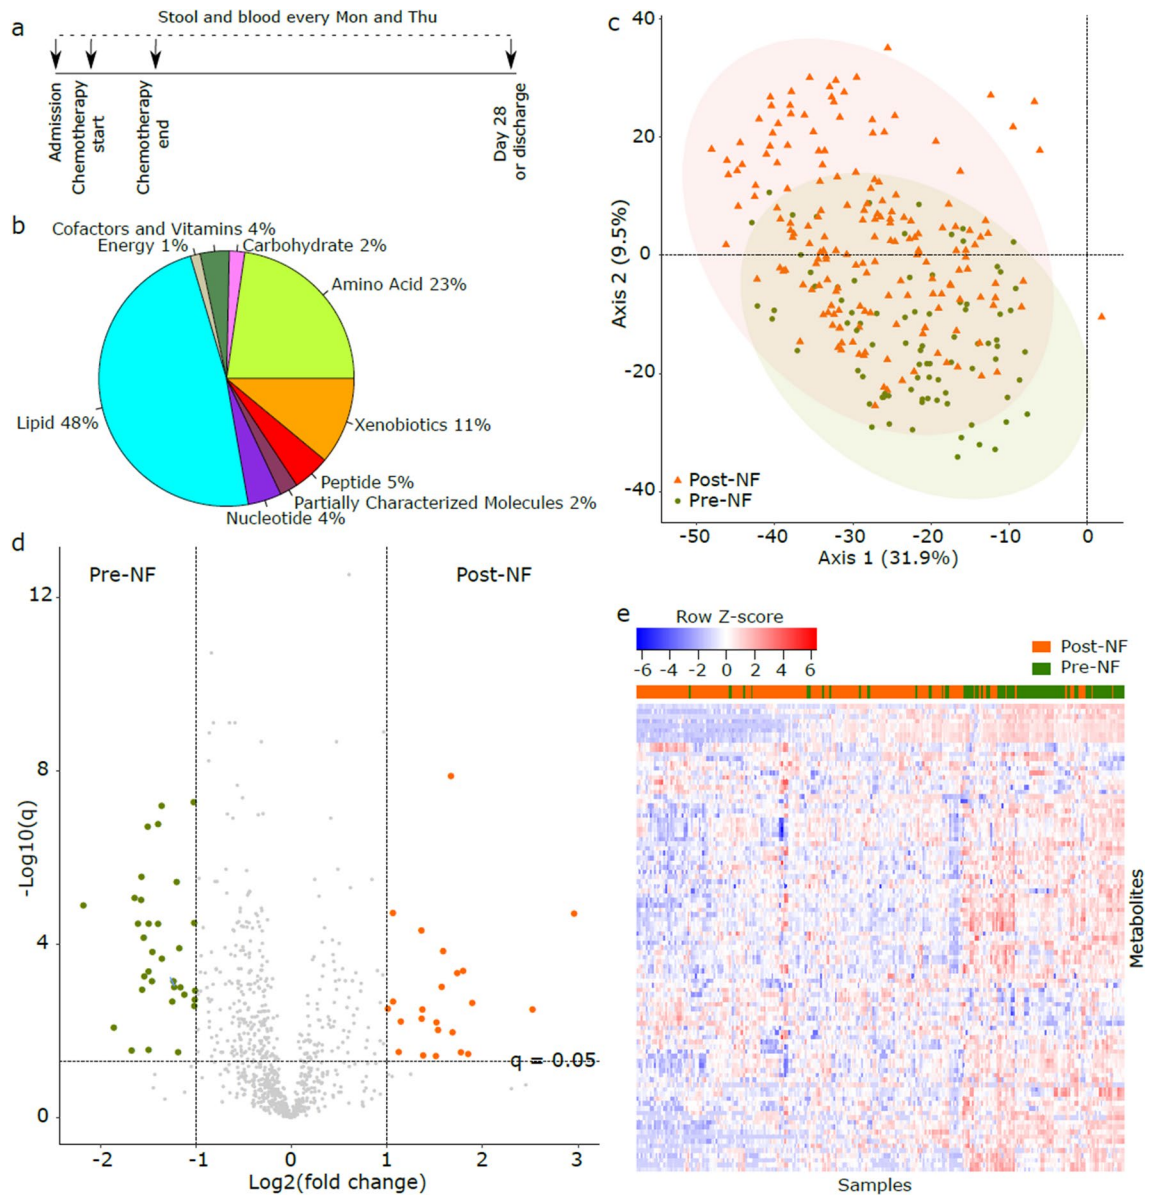 a
Stool and blood every Mon and Thu
Admission
Chemotherapy
start
Chemotherapy
end
Day 28
or discharge
b
Cofactors and Vitamins 4%
Energy 1%
Carbohydrate 2%
Amino Acid 23%
Lipid 48%
Xenobiotics 11%
Peptide 5%
Partially Characterized Molecules 2%
Nucleotide 4%
c
40
20
0
-20
-40
Axis 2 (9.5%)
Post-NF
Pre-NF
-50
-40
-30
-20
-10
0
Axis 1 (31.9%)
d
Pre-NF
Post-NF
12
8
4
0
-Log10(q)
q = 0.05
-2
-1
0
1
2
3
Log2(fold change)
e
Row Z-score
-6 -4 -2 0 2 4 6
Post-NF
Pre-NF
Metabolites
Samples